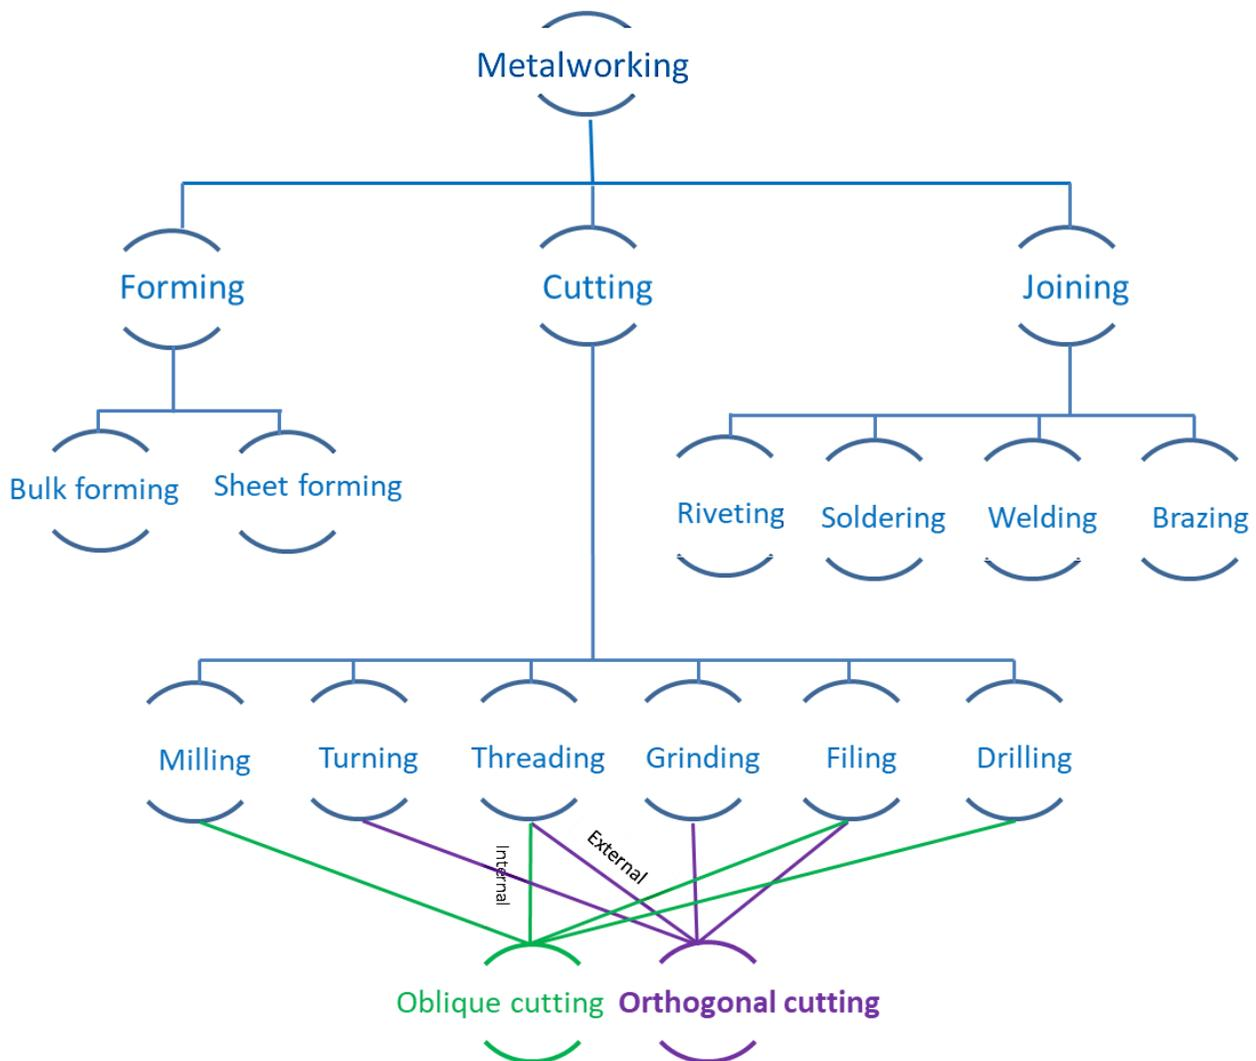 Metalworking
Forming
Cutting
Joining
Bulk forming
Sheet forming
Riveting
Soldering
Welding
Brazing
Milling
Turning
Threading
Grinding
Filing
Drilling
Internal
External
Oblique cutting
Orthogonal cutting